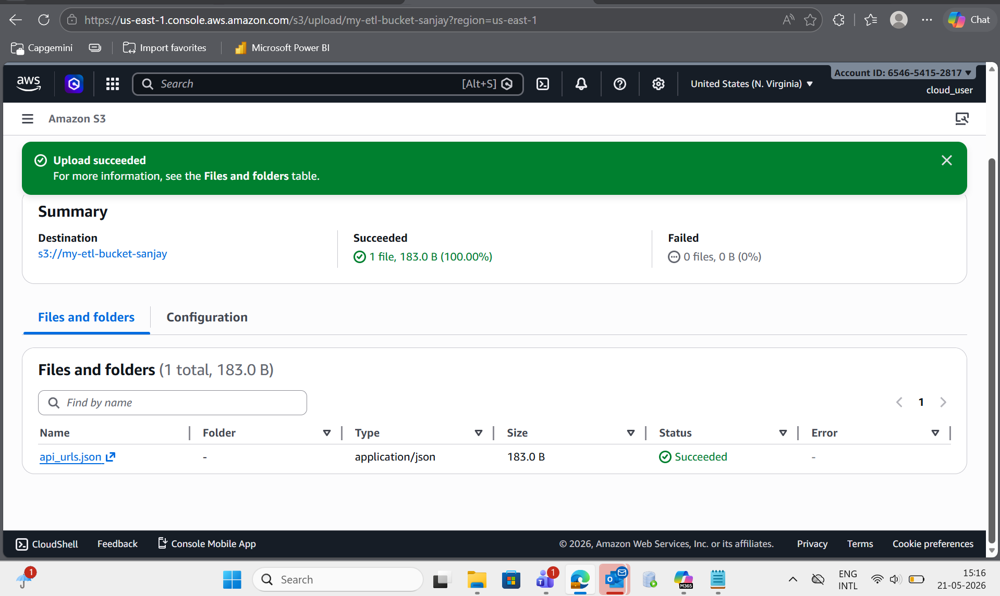 https://us-east-1.console.aws.amazon.com/s3/upload/my-etl-bucket-sanjay?region=us-east-1
Chat
Capgemini
Import favorites
Microsoft Power BI
aws
Search
[Alt+S]
United States (N. Virginia)
Account ID: 6546-5415-2817
cloud_user
Amazon S3
Upload succeeded
For more information, see the Files and folders table.
Summary
Destination
s3://my-etl-bucket-sanjay
Succeeded
1 file, 183.0 B (100.00%)
Failed
0 files, 0 B (0%)
Files and folders
Configuration
Files and folders (1 total, 183.0 B)
Find by name
1
Name Folder Type Size Status Error
api_urls.json - application/json 183.0 B Succeeded -
CloudShell Feedback Console Mobile App © 2026, Amazon Web Services, Inc. or its affiliates. Privacy Terms Cookie preferences
1
Search
T
1
O
M365
ENG
INTL
15:16
21-05-2026